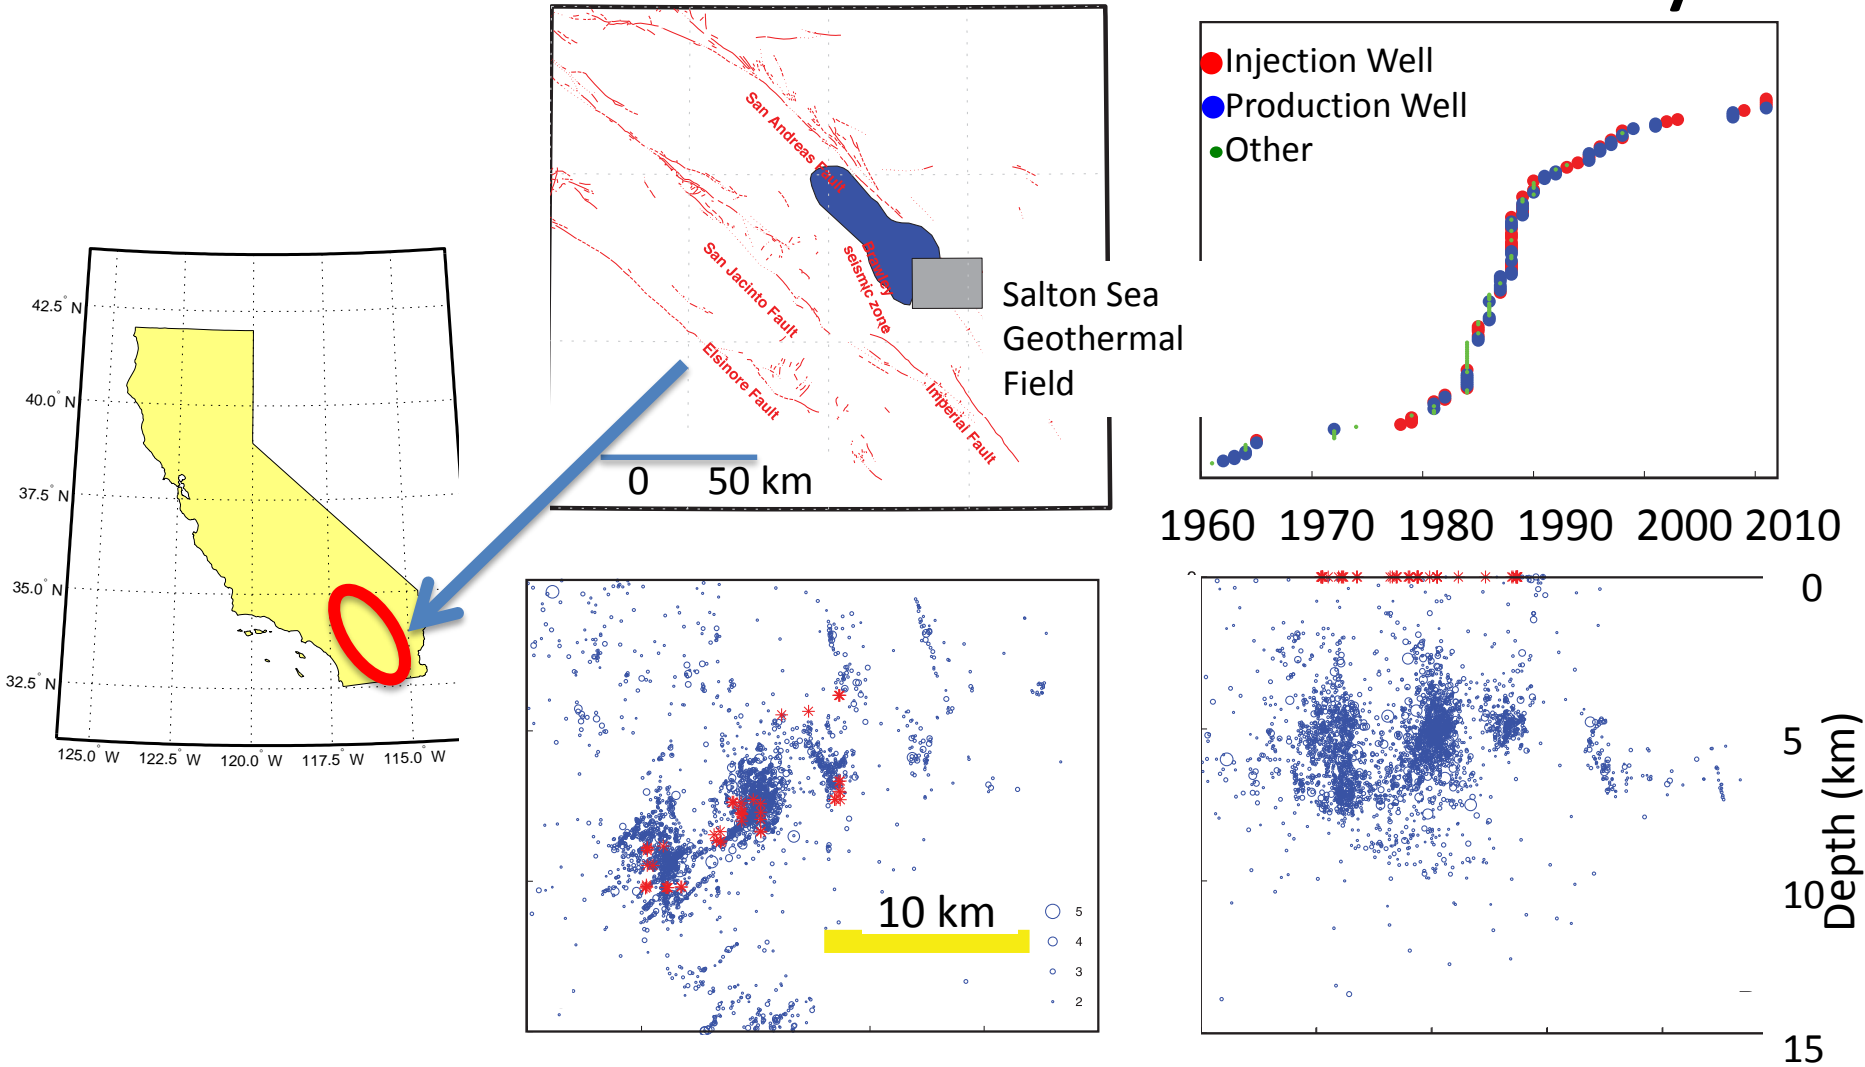 42.5° N
40.0° N
37.5° N
35.0° N
32.5° N
125.0° W
122.5° W
120.0° W
117.5° W
115.0° W
San Andreas Fault
San Jacinto Fault
Brawley
seismic zone
Elsinore Fault
Imperial Fault
0 50 km
Salton Sea
Geothermal
Field
Injection Well
Production Well
Other
1960 1970 1980 1990 2000 2010
10 km
5
4
3
2
0
5
10
15
Depth (km)